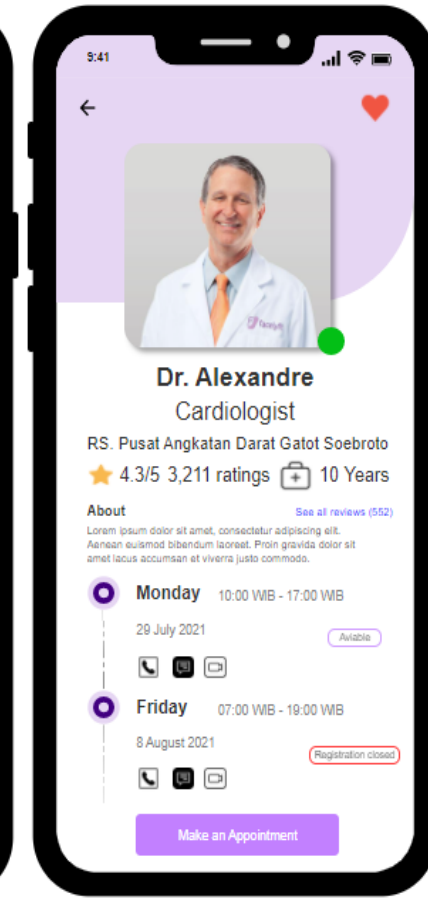 9:41
Dr. Alexandre
Cardiologist
RS. Pusat Angkatan Darat Gatot Soebroto
4.3/5 3,211 ratings 10 Years
About See all reviews (552)
Lorem ipsum dolor sit amet, consectetur adipiscing elit.
Aenean euismod bibendum laoreet. Proin gravida dolor sit
amet lacus accumsan et viverra justo commodo.
Monday 10:00 WIB - 17:00 WIB
29 July 2021
Aviable
Friday 07:00 WIB - 19:00 WIB
8 August 2021
Registration closed
Make an Appointment